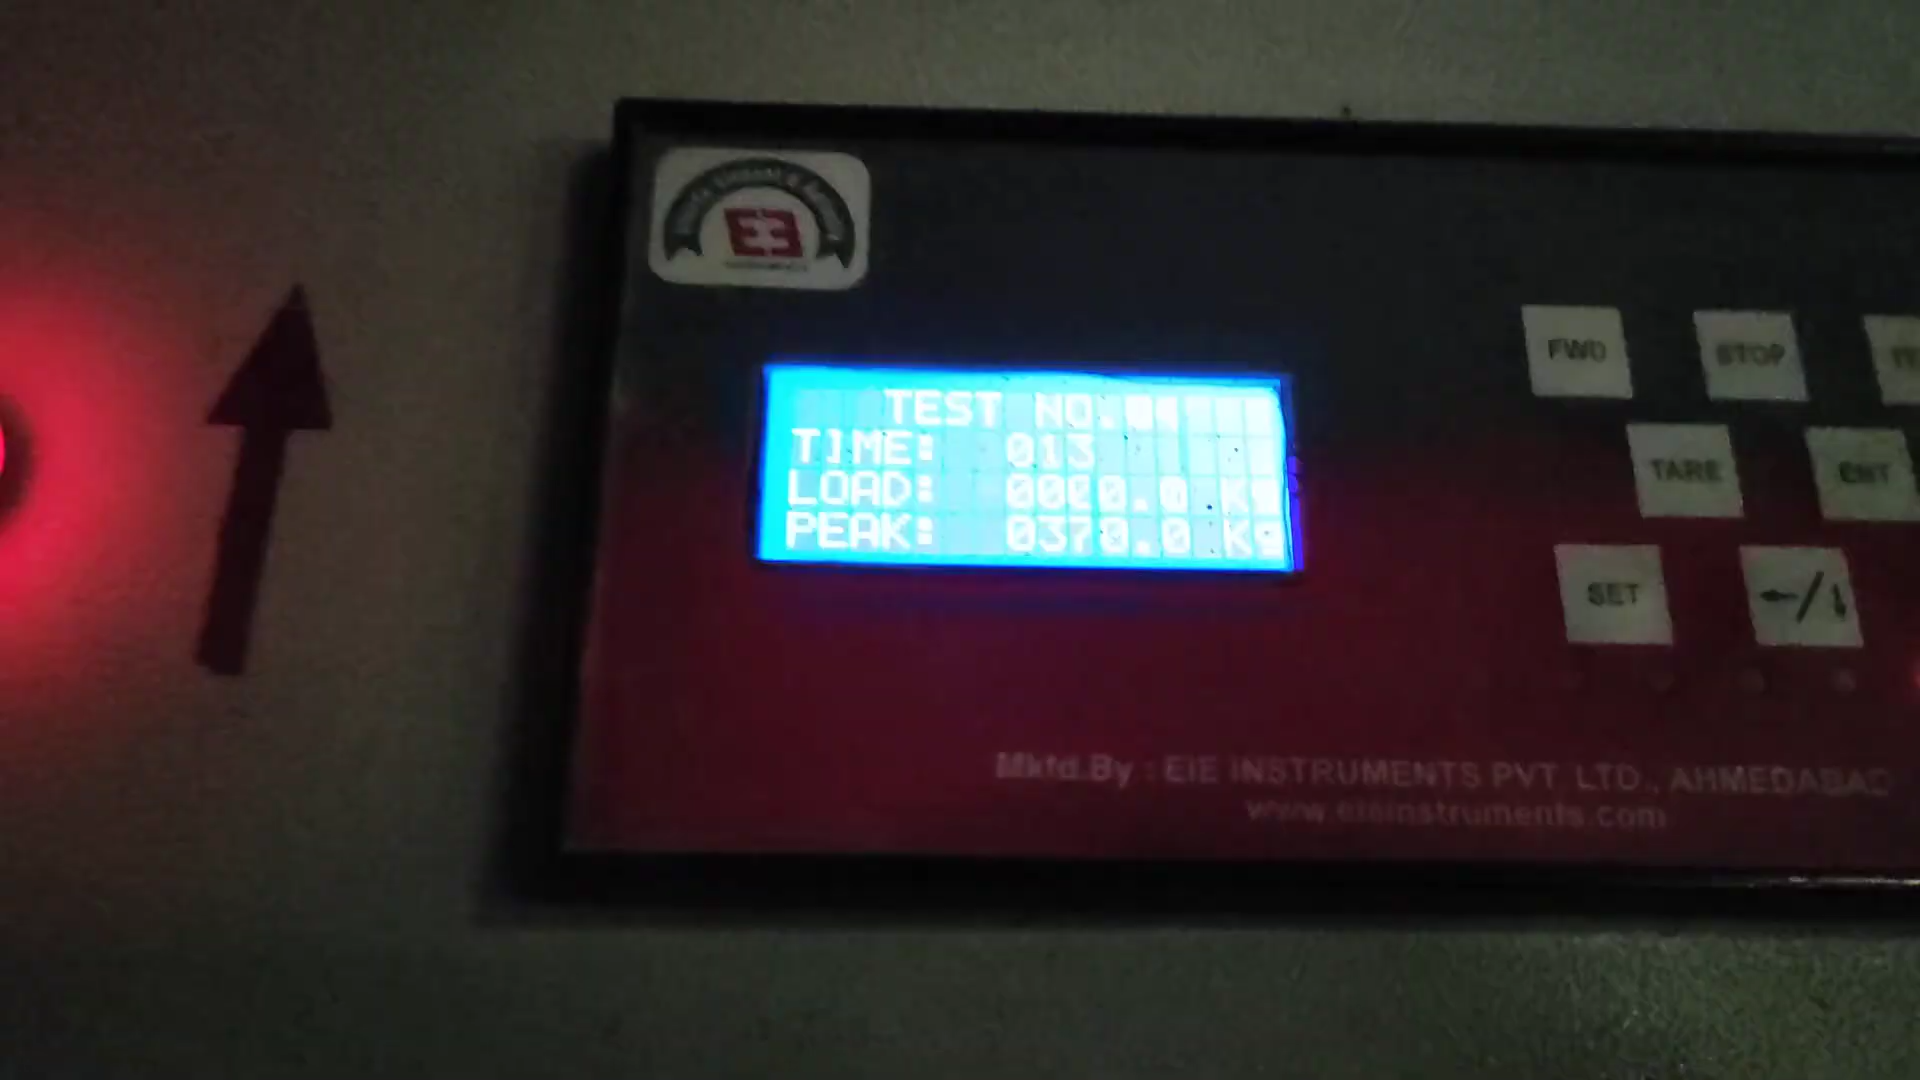 TEST NO.04
TIME: 013
LOAD: 0000.0 Kg
PEAK: 0370.0 Kg
FWD
STOP
TARE
ENT
SET
←/↓
Mktd.By : EIE INSTRUMENTS PVT. LTD., AHMEDABAD
www.eieinstruments.com